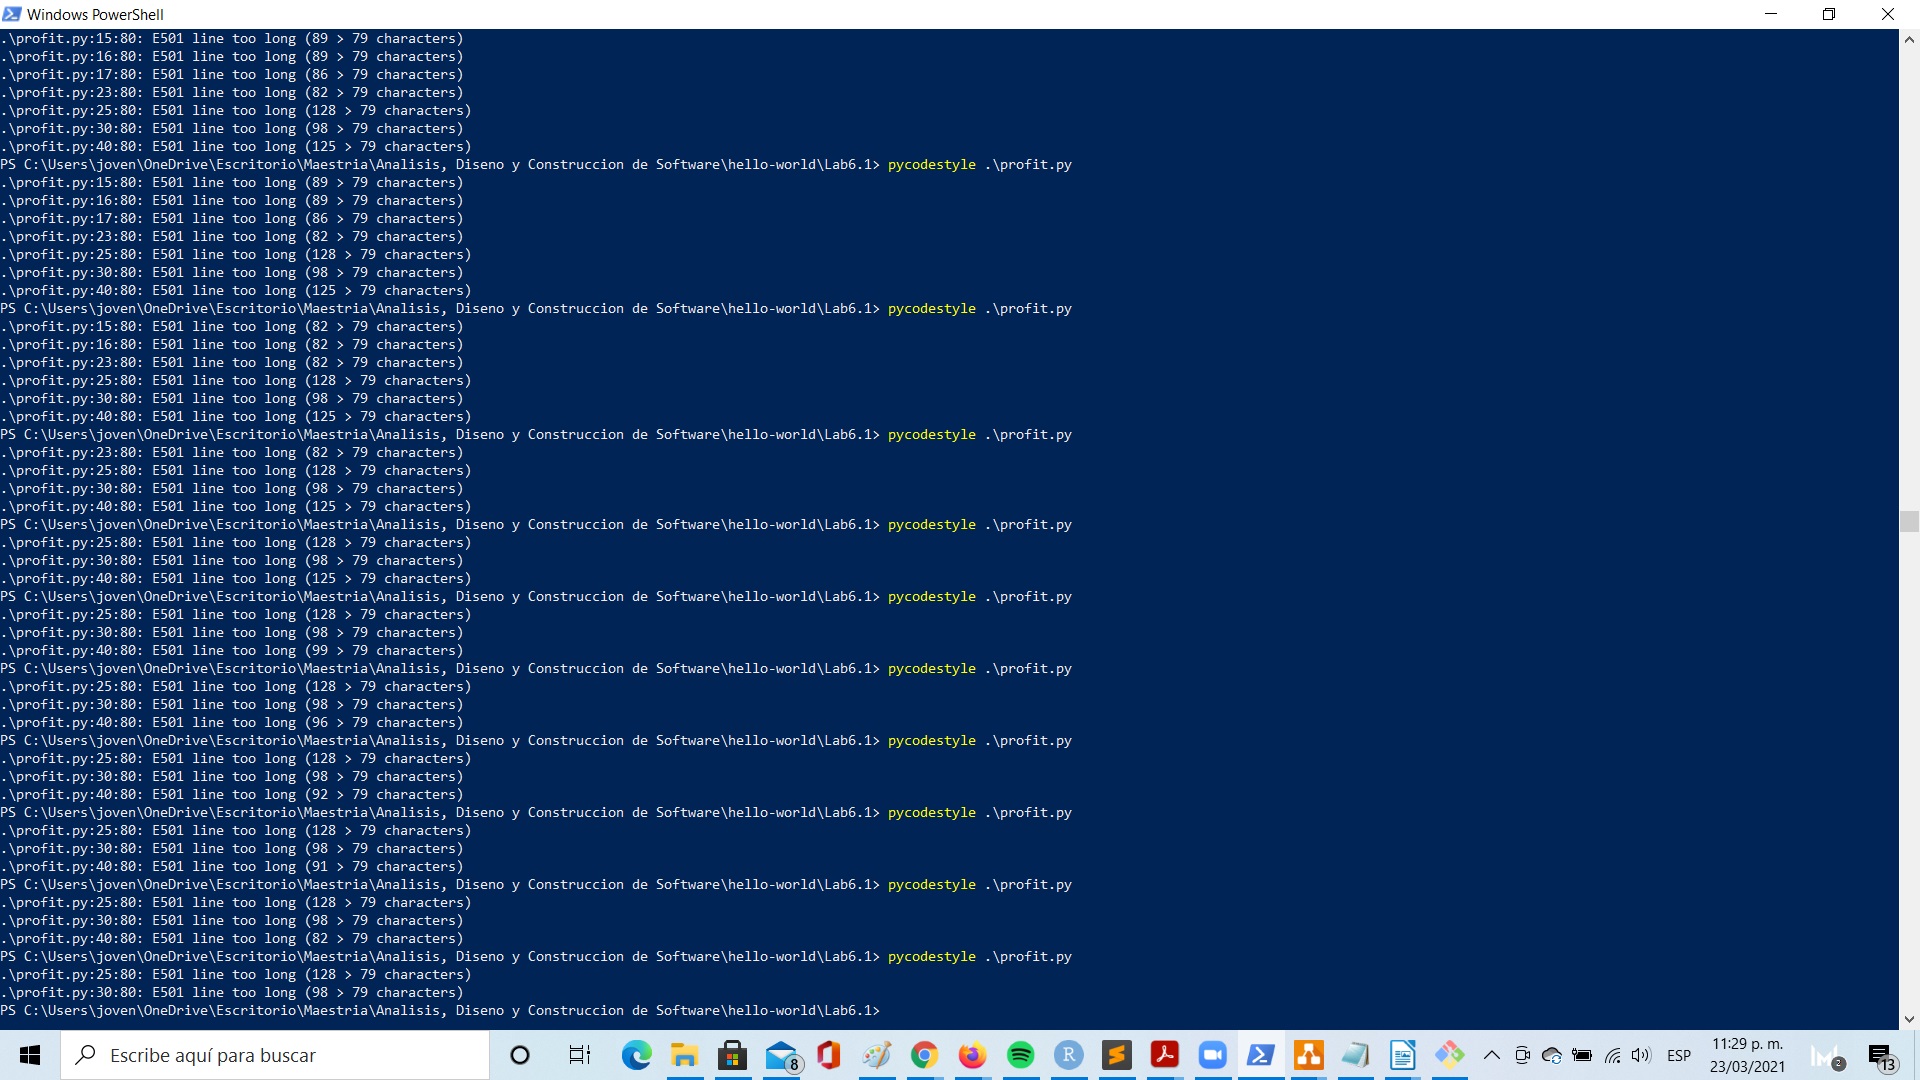 Windows PowerShell
.\profit.py:15:80: E501 line too long (89 > 79 characters)
.\profit.py:16:80: E501 line too long (89 > 79 characters)
.\profit.py:17:80: E501 line too long (86 > 79 characters)
.\profit.py:23:80: E501 line too long (82 > 79 characters)
.\profit.py:25:80: E501 line too long (128 > 79 characters)
.\profit.py:30:80: E501 line too long (98 > 79 characters)
.\profit.py:40:80: E501 line too long (125 > 79 characters)
PS C:\Users\joven\OneDrive\Escritorio\Maestria\Analisis, Diseno y Construccion de Software\hello-world\Lab6.1> pycodestyle .\profit.py
.\profit.py:15:80: E501 line too long (89 > 79 characters)
.\profit.py:16:80: E501 line too long (89 > 79 characters)
.\profit.py:17:80: E501 line too long (86 > 79 characters)
.\profit.py:23:80: E501 line too long (82 > 79 characters)
.\profit.py:25:80: E501 line too long (128 > 79 characters)
.\profit.py:30:80: E501 line too long (98 > 79 characters)
.\profit.py:40:80: E501 line too long (125 > 79 characters)
PS C:\Users\joven\OneDrive\Escritorio\Maestria\Analisis, Diseno y Construccion de Software\hello-world\Lab6.1> pycodestyle .\profit.py
.\profit.py:15:80: E501 line too long (82 > 79 characters)
.\profit.py:16:80: E501 line too long (82 > 79 characters)
.\profit.py:23:80: E501 line too long (82 > 79 characters)
.\profit.py:25:80: E501 line too long (128 > 79 characters)
.\profit.py:30:80: E501 line too long (98 > 79 characters)
.\profit.py:40:80: E501 line too long (125 > 79 characters)
PS C:\Users\joven\OneDrive\Escritorio\Maestria\Analisis, Diseno y Construccion de Software\hello-world\Lab6.1> pycodestyle .\profit.py
.\profit.py:23:80: E501 line too long (82 > 79 characters)
.\profit.py:25:80: E501 line too long (128 > 79 characters)
.\profit.py:30:80: E501 line too long (98 > 79 characters)
.\profit.py:40:80: E501 line too long (125 > 79 characters)
PS C:\Users\joven\OneDrive\Escritorio\Maestria\Analisis, Diseno y Construccion de Software\hello-world\Lab6.1> pycodestyle .\profit.py
.\profit.py:25:80: E501 line too long (128 > 79 characters)
.\profit.py:30:80: E501 line too long (98 > 79 characters)
.\profit.py:40:80: E501 line too long (125 > 79 characters)
PS C:\Users\joven\OneDrive\Escritorio\Maestria\Analisis, Diseno y Construccion de Software\hello-world\Lab6.1> pycodestyle .\profit.py
.\profit.py:25:80: E501 line too long (128 > 79 characters)
.\profit.py:30:80: E501 line too long (98 > 79 characters)
.\profit.py:40:80: E501 line too long (99 > 79 characters)
PS C:\Users\joven\OneDrive\Escritorio\Maestria\Analisis, Diseno y Construccion de Software\hello-world\Lab6.1> pycodestyle .\profit.py
.\profit.py:25:80: E501 line too long (128 > 79 characters)
.\profit.py:30:80: E501 line too long (98 > 79 characters)
.\profit.py:40:80: E501 line too long (96 > 79 characters)
PS C:\Users\joven\OneDrive\Escritorio\Maestria\Analisis, Diseno y Construccion de Software\hello-world\Lab6.1> pycodestyle .\profit.py
.\profit.py:25:80: E501 line too long (128 > 79 characters)
.\profit.py:30:80: E501 line too long (98 > 79 characters)
.\profit.py:40:80: E501 line too long (92 > 79 characters)
PS C:\Users\joven\OneDrive\Escritorio\Maestria\Analisis, Diseno y Construccion de Software\hello-world\Lab6.1> pycodestyle .\profit.py
.\profit.py:25:80: E501 line too long (128 > 79 characters)
.\profit.py:30:80: E501 line too long (98 > 79 characters)
.\profit.py:40:80: E501 line too long (91 > 79 characters)
PS C:\Users\joven\OneDrive\Escritorio\Maestria\Analisis, Diseno y Construccion de Software\hello-world\Lab6.1> pycodestyle .\profit.py
.\profit.py:25:80: E501 line too long (128 > 79 characters)
.\profit.py:30:80: E501 line too long (98 > 79 characters)
.\profit.py:40:80: E501 line too long (82 > 79 characters)
PS C:\Users\joven\OneDrive\Escritorio\Maestria\Analisis, Diseno y Construccion de Software\hello-world\Lab6.1> pycodestyle .\profit.py
.\profit.py:25:80: E501 line too long (128 > 79 characters)
.\profit.py:30:80: E501 line too long (98 > 79 characters)
PS C:\Users\joven\OneDrive\Escritorio\Maestria\Analisis, Diseno y Construccion de Software\hello-world\Lab6.1>
Escribe aquí para buscar
8
R
ESP
11:29 p. m.
23/03/2021
2
13